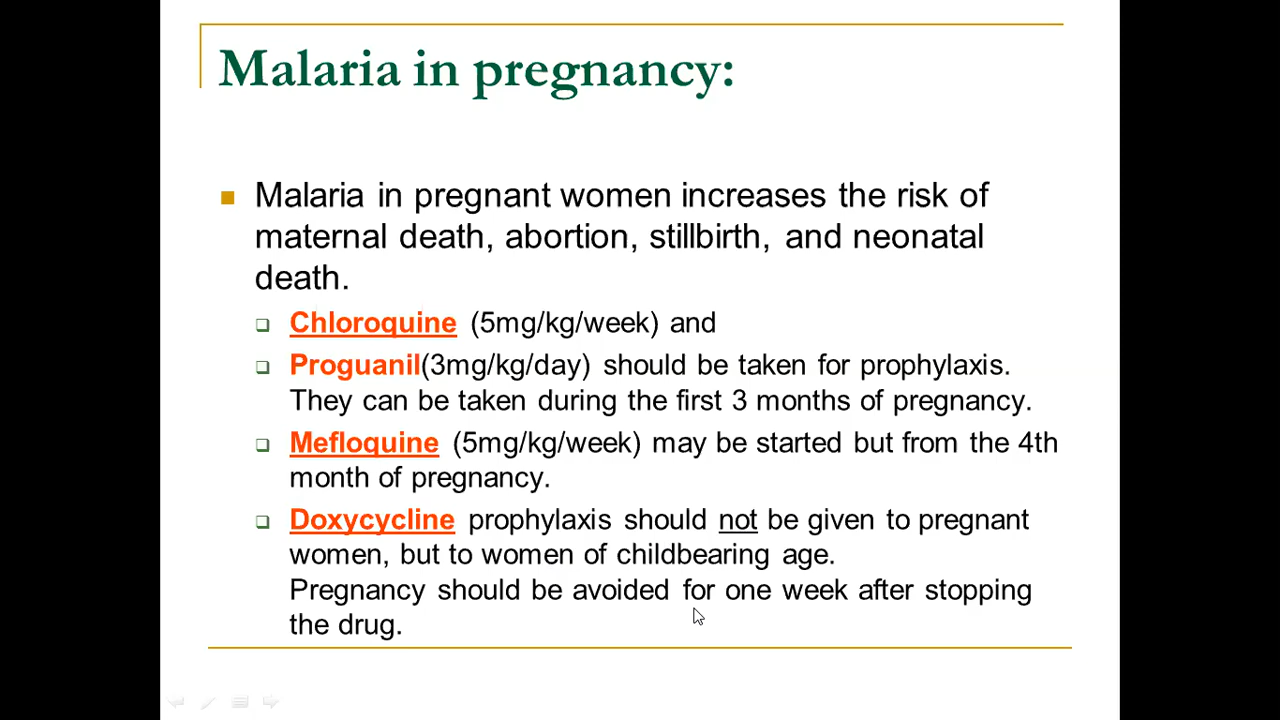 Malaria in pregnancy:
Malaria in pregnant women increases the risk of
maternal death, abortion, stillbirth, and neonatal
death.
Chloroquine (5mg/kg/week) and
Proguanil(3mg/kg/day) should be taken for prophylaxis.
They can be taken during the first 3 months of pregnancy.
Mefloquine (5mg/kg/week) may be started but from the 4th
month of pregnancy.
Doxycycline prophylaxis should not be given to pregnant
women, but to women of childbearing age.
Pregnancy should be avoided for one week after stopping
the drug.